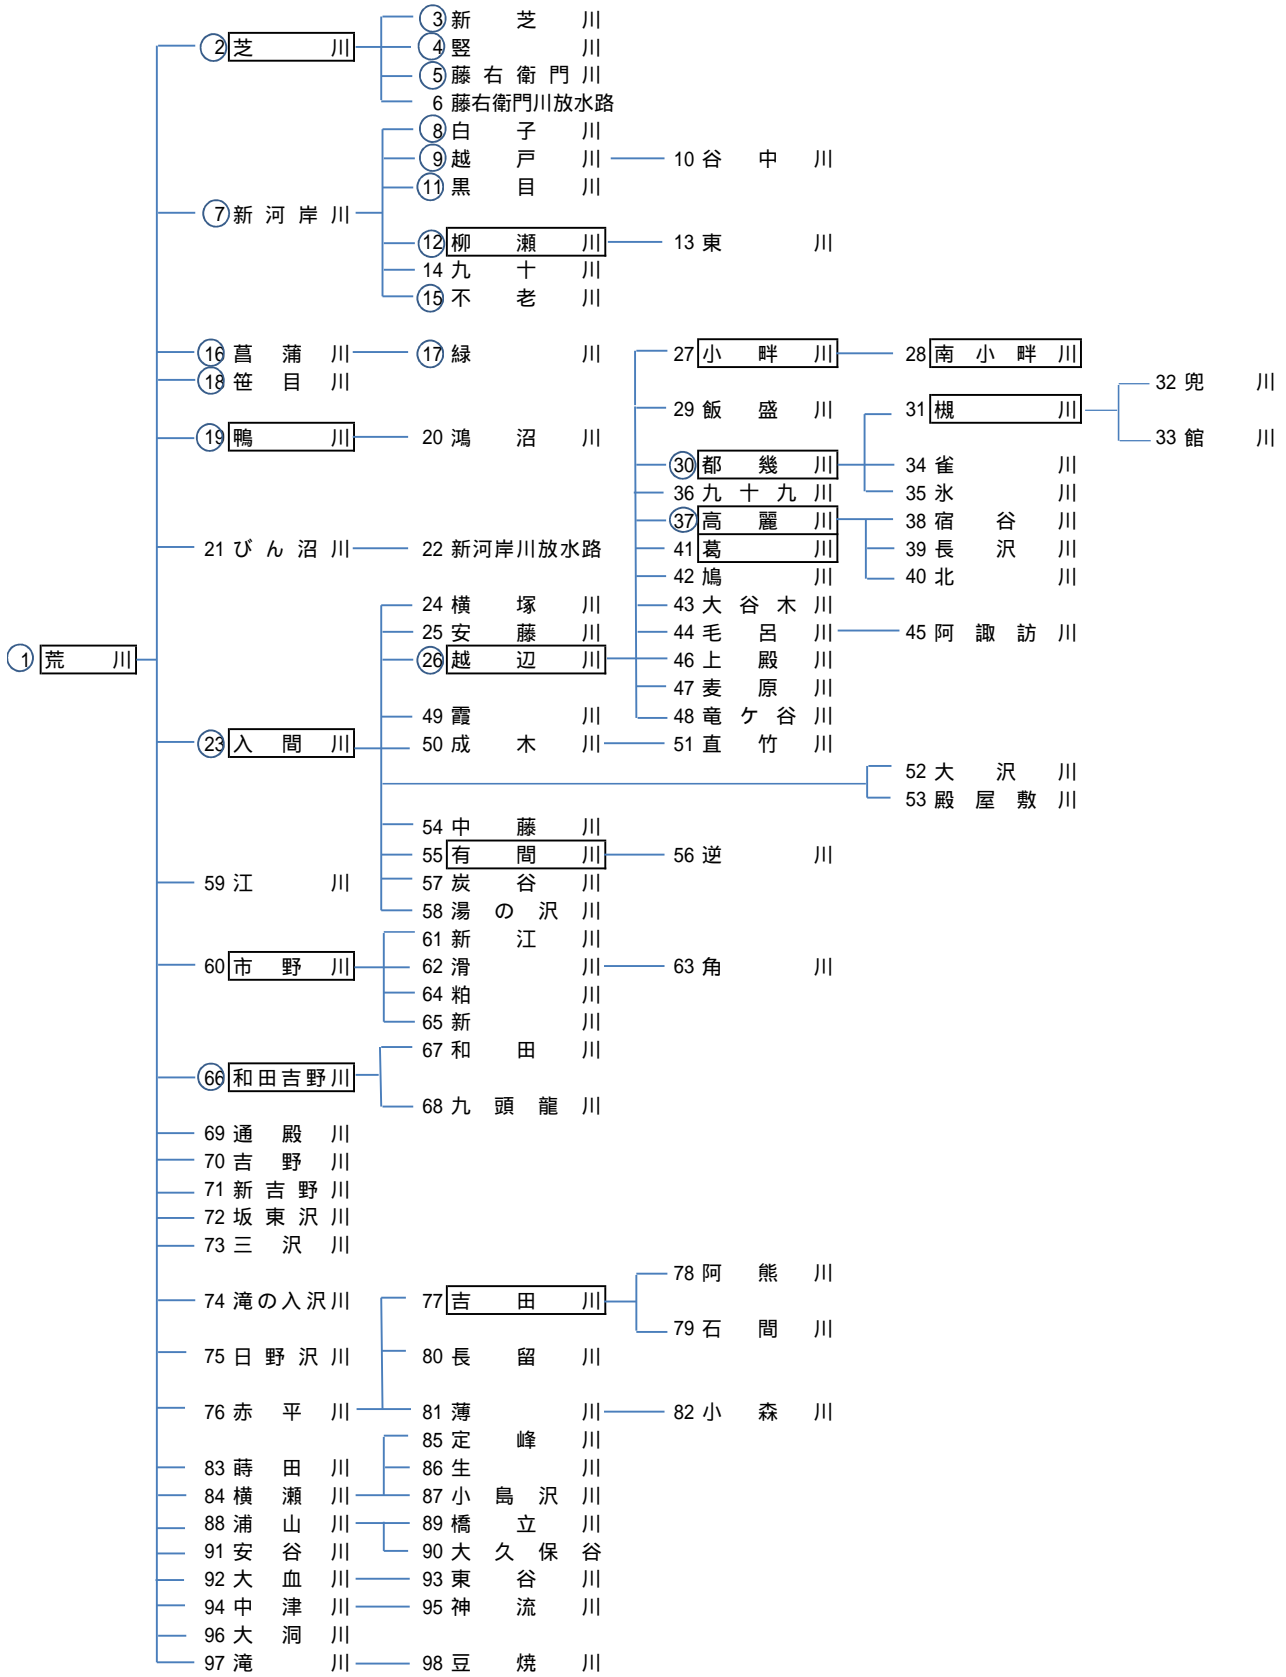 3 新芝川
2 芝川 4 竪川
5 藤右衛門川
6 藤右衛門川放水路
8 白子川
9 越戸川 10 谷中川
11 黒目川
7 新河岸川
12 柳瀬川 13 東川
14 九十川
15 不老川
16 菖蒲川 17 緑川 27 小畔川 28 南小畔川
18 笹目川 32 兜川
29 飯盛川 31 槻川
19 鴨川 20 鴻沼川 33 館川
30 都幾川 34 雀川
36 九十九川 35 氷川
37 高麗川 38 宿谷川
21 びん沼川 22 新河岸川放水路 41 葛川 39 長沢川
42 鳩川 40 北川
24 横塚川 43 大谷木川
25 安藤川 44 毛呂川 45 阿諏訪川
1 荒川 26 越辺川 46 上殿川
47 麦原川
49 霞川 48 竜ケ谷川
23 入間川 50 成木川 51 直竹川
52 大沢川
53 殿屋敷川
54 中藤川
55 有間川 56 逆川
59 江川 57 炭谷川
58 湯の沢川
61 新江川
60 市野川 62 滑川 63 角川
64 粕川
65 新川
67 和田川
66 和田吉野川
68 九頭龍川
69 通殿川
70 吉野川
71 新吉野川
72 坂東沢川
73 三沢川
78 阿熊川
74 滝の入沢川 77 吉田川
79 石間川
75 日野沢川 80 長留川
76 赤平川 81 薄川 82 小森川
85 定峰川
83 蒔田川 86 生川
84 横瀬川 87 小島沢川
88 浦山川 89 橋立川
91 安谷川 90 大久保谷
92 大血川 93 東谷川
94 中津川 95 神流川
96 大洞川
97 滝川 98 豆焼川